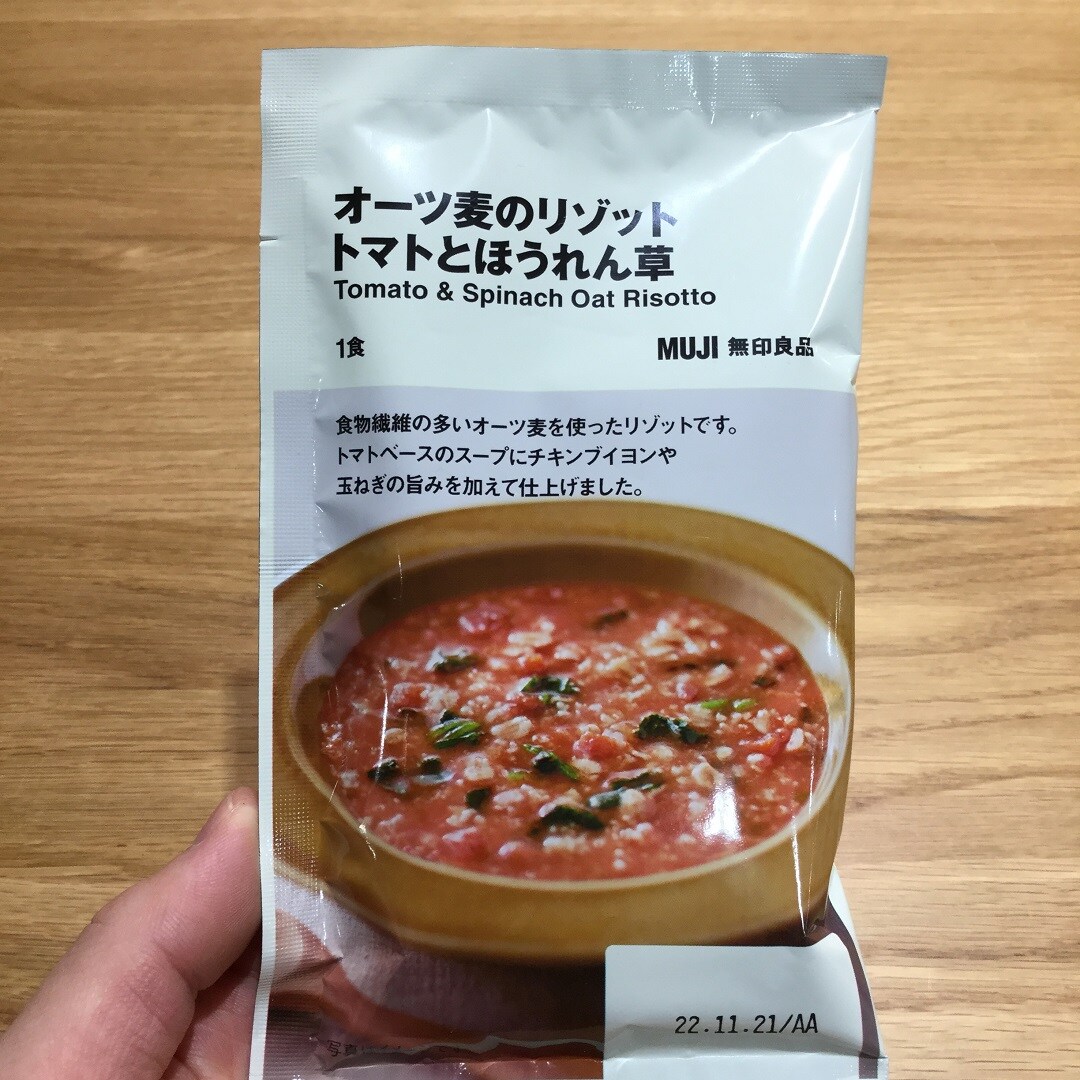 オーツ麦のリゾット
トマトとほうれん草
Tomato & Spinach Oat Risotto
1食
MUJI 無印良品
食物繊維の多いオーツ麦を使ったリゾットです。
トマトベースのスープにチキンブイヨンや
玉ねぎの旨みを加えて仕上げました。
22.11.21/AA
写真は